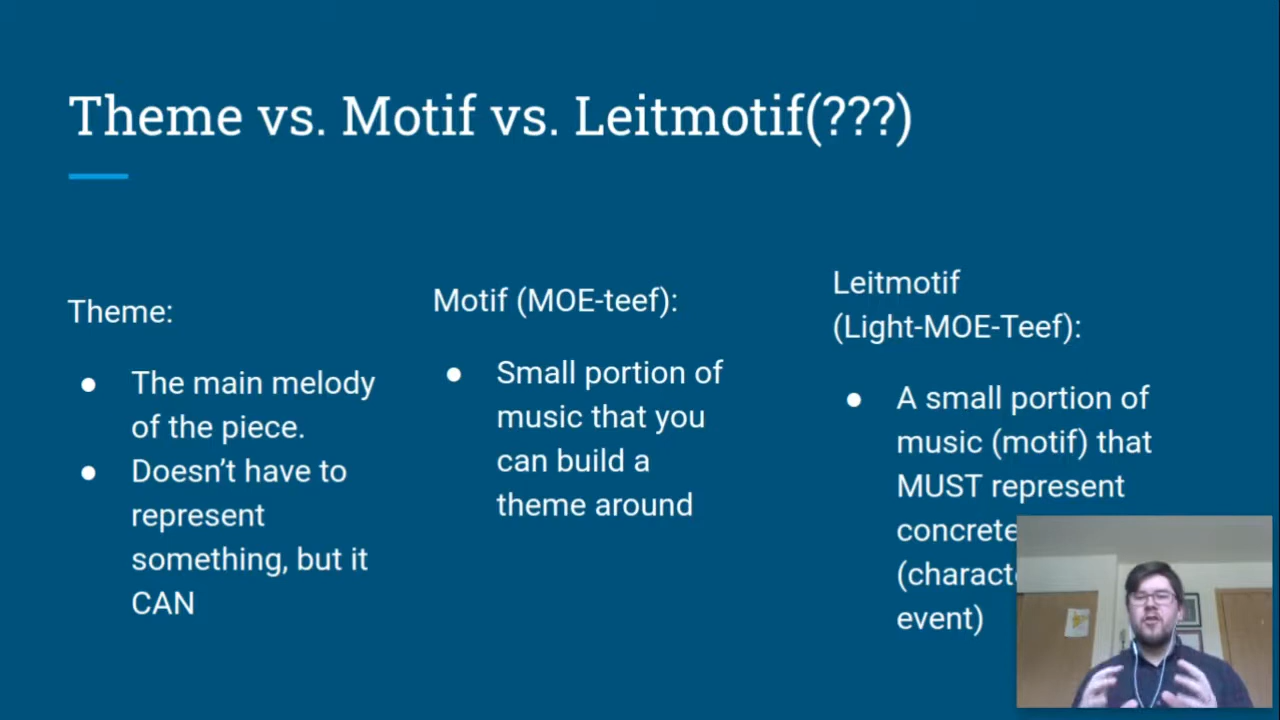 Theme vs. Motif vs. Leitmotif(???)
Theme:
● The main melody
of the piece.
● Doesn’t have to
represent
something, but it
CAN
Motif (MOE-teef):
● Small portion of
music that you
can build a
theme around
Leitmotif
(Light-MOE-Teef):
● A small portion of
music (motif) that
MUST represent
concrete
event)